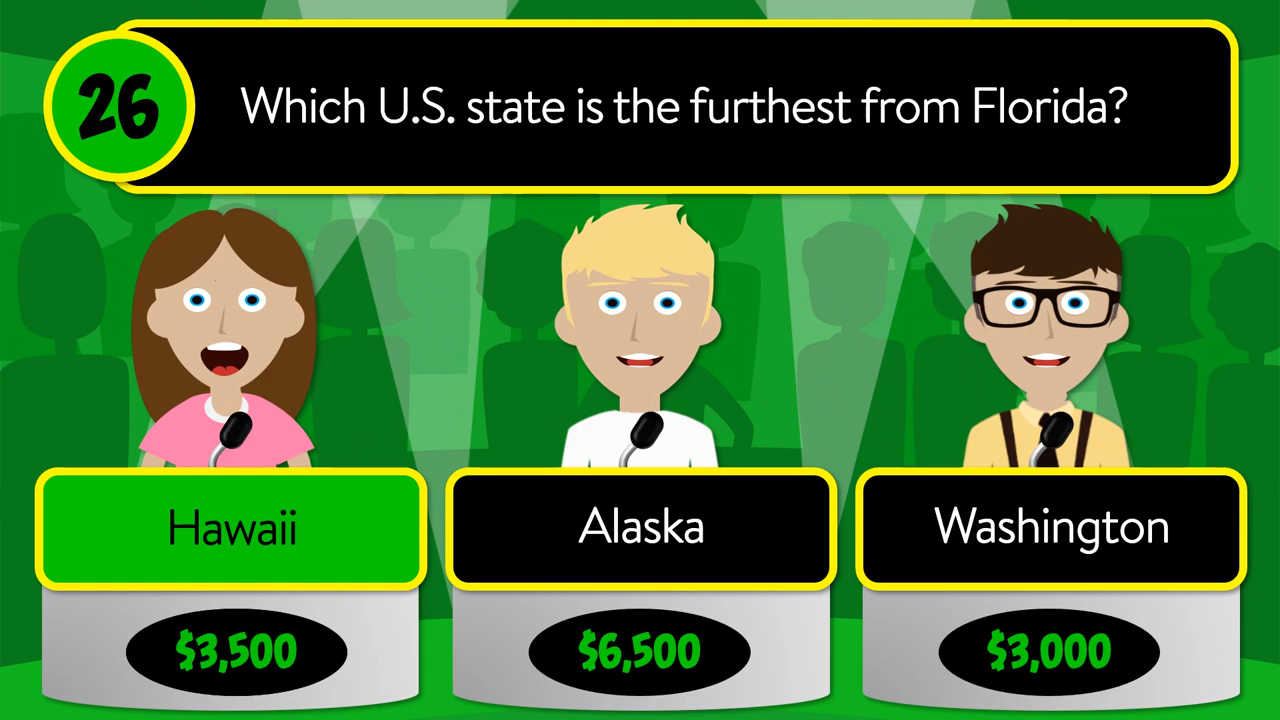 26
Which U.S. state is the furthest from Florida?
Hawaii
Alaska
Washington
$3,500
$6,500
$3,000